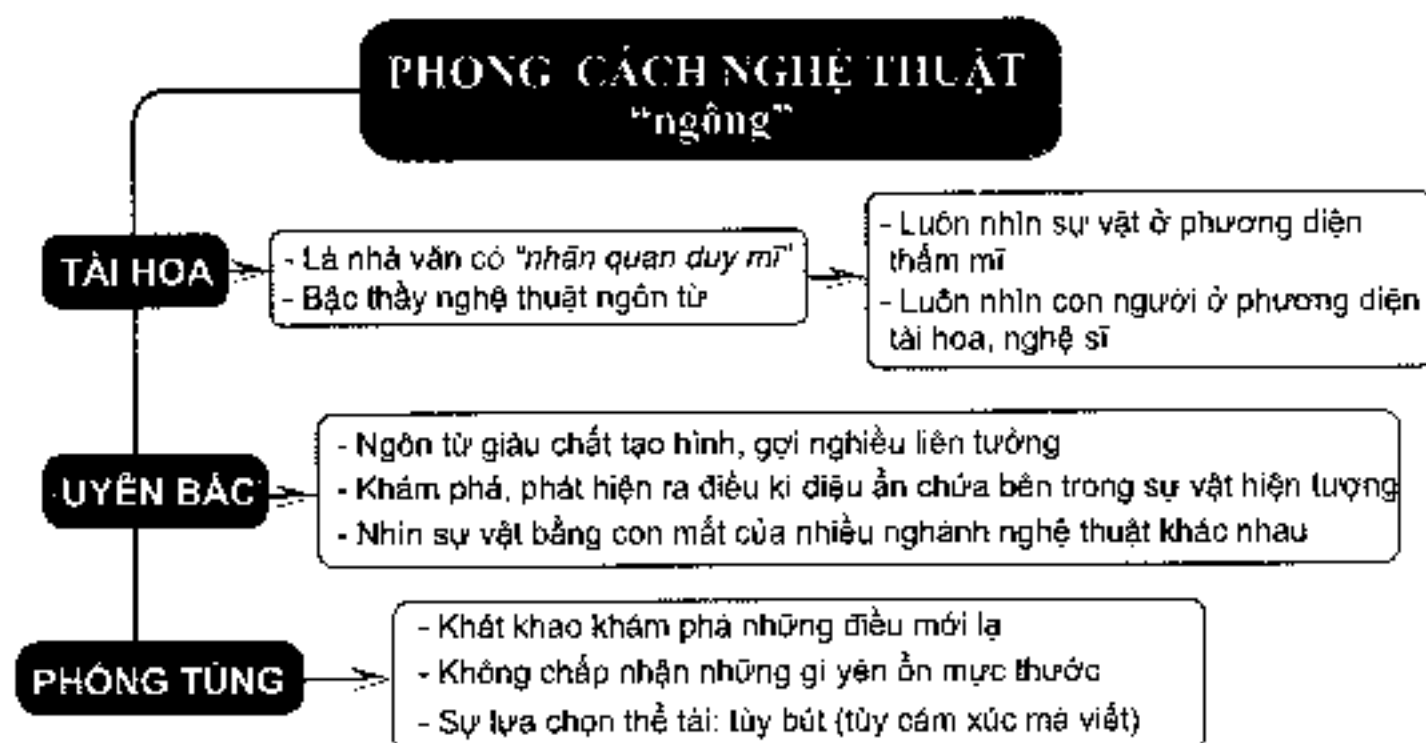 PHONG CÁCH NGHỆ THUẬT
“ngông”
TÀI HOA
- Là nhà văn có "nhãn quan duy mĩ"
- Bậc thầy nghệ thuật ngôn từ
- Luôn nhìn sự vật ở phương diện
thẩm mĩ
- Luôn nhìn con người ở phương diện
tài hoa, nghệ sĩ
UYÊN BÁC
- Ngôn từ giàu chất tạo hình, gợi nghiều liên tưởng
- Khám phá, phát hiện ra điều kì diệu ẩn chứa bên trong sự vật hiện tượng
- Nhìn sự vật bằng con mắt của nhiều nghành nghệ thuật khác nhau
PHÓNG TÚNG
- Khát khao khám phá những điều mới lạ
- Không chấp nhận những gì yên ổn mực thước
- Sự lựa chọn thể tài: tùy bút (tùy cảm xúc mà viết)